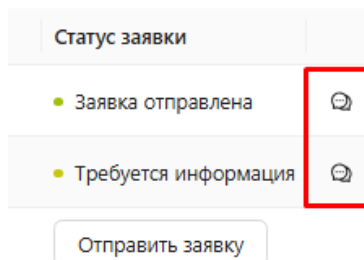 Статус заявки
Заявка отправлена
Требуется информация
Отправить заявку